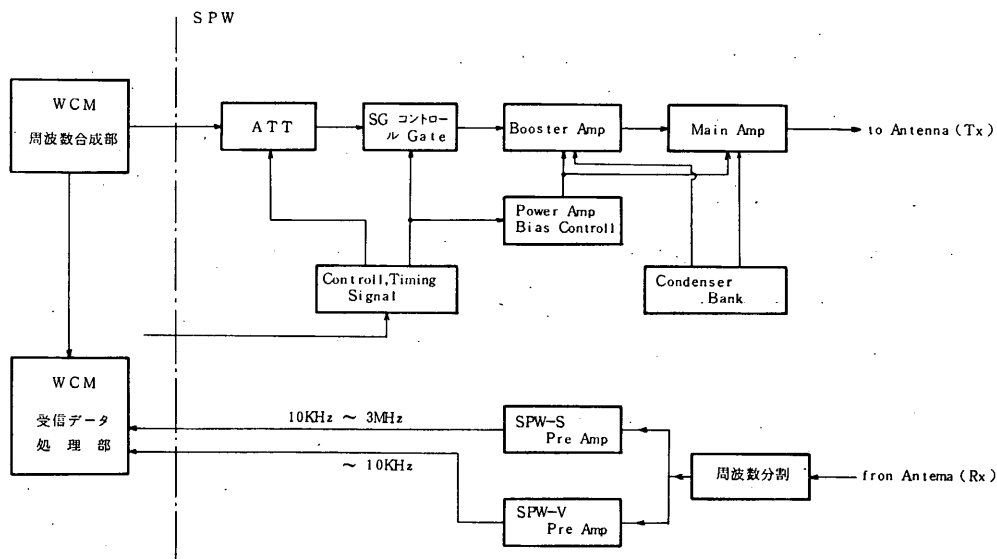 SPW
WCM
周波数合成部
ATT
SG コントロー
ル Gate
Booster Amp
Main Amp
to Antenna (Tx)
Power Amp
Bias Controll
Controll,Timing
Signal
Condenser
Bank
WCM
受信データ
処理部
10KHz ～ 3MHz
～ 10KHz
SPW-S
Pre Amp
SPW-V
Pre Amp
周波数分割
fron Antema (Rx)